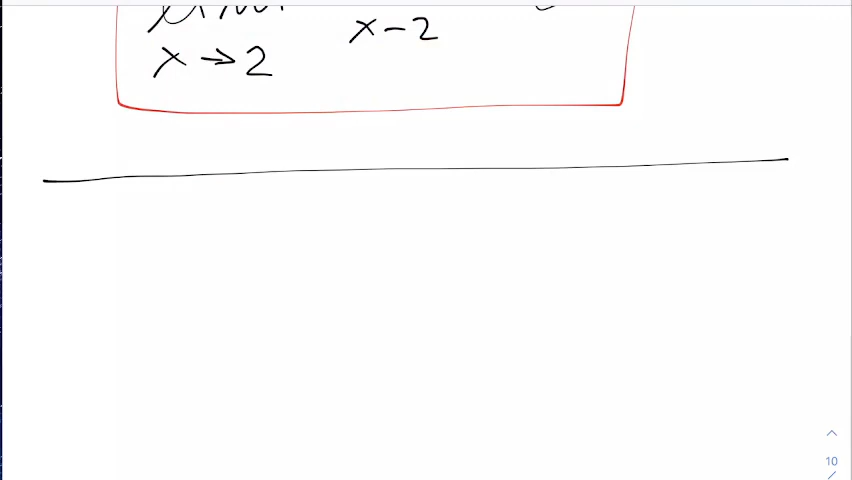 x - 2
x → 2
10
/